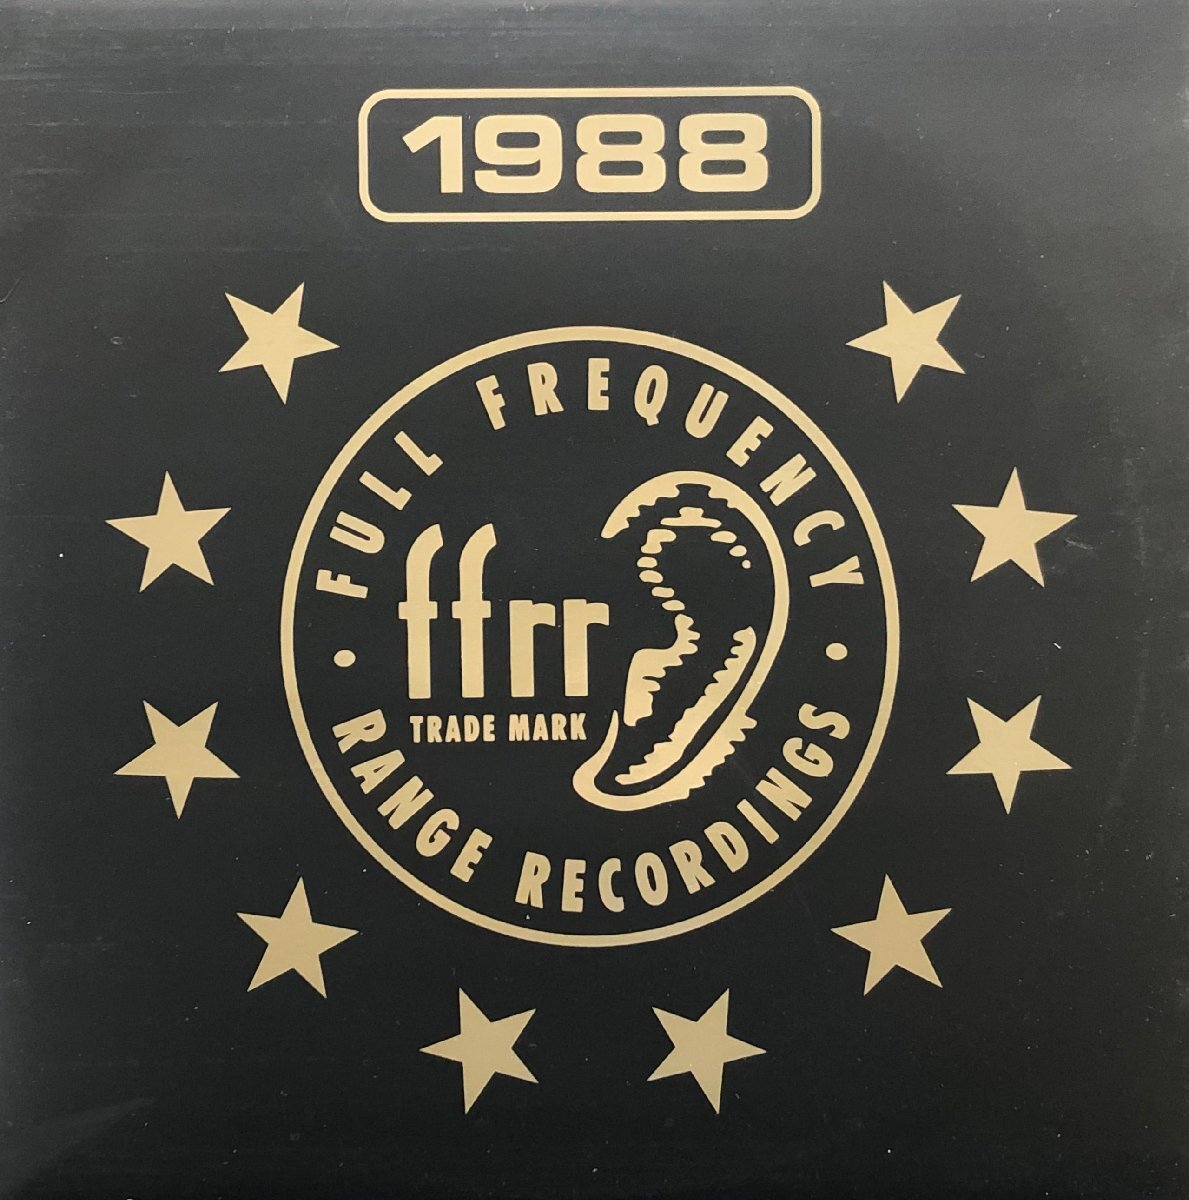 1988
FULL FREQUENCY
ffrr
TRADE MARK
· RANGE RECORDINGS ·